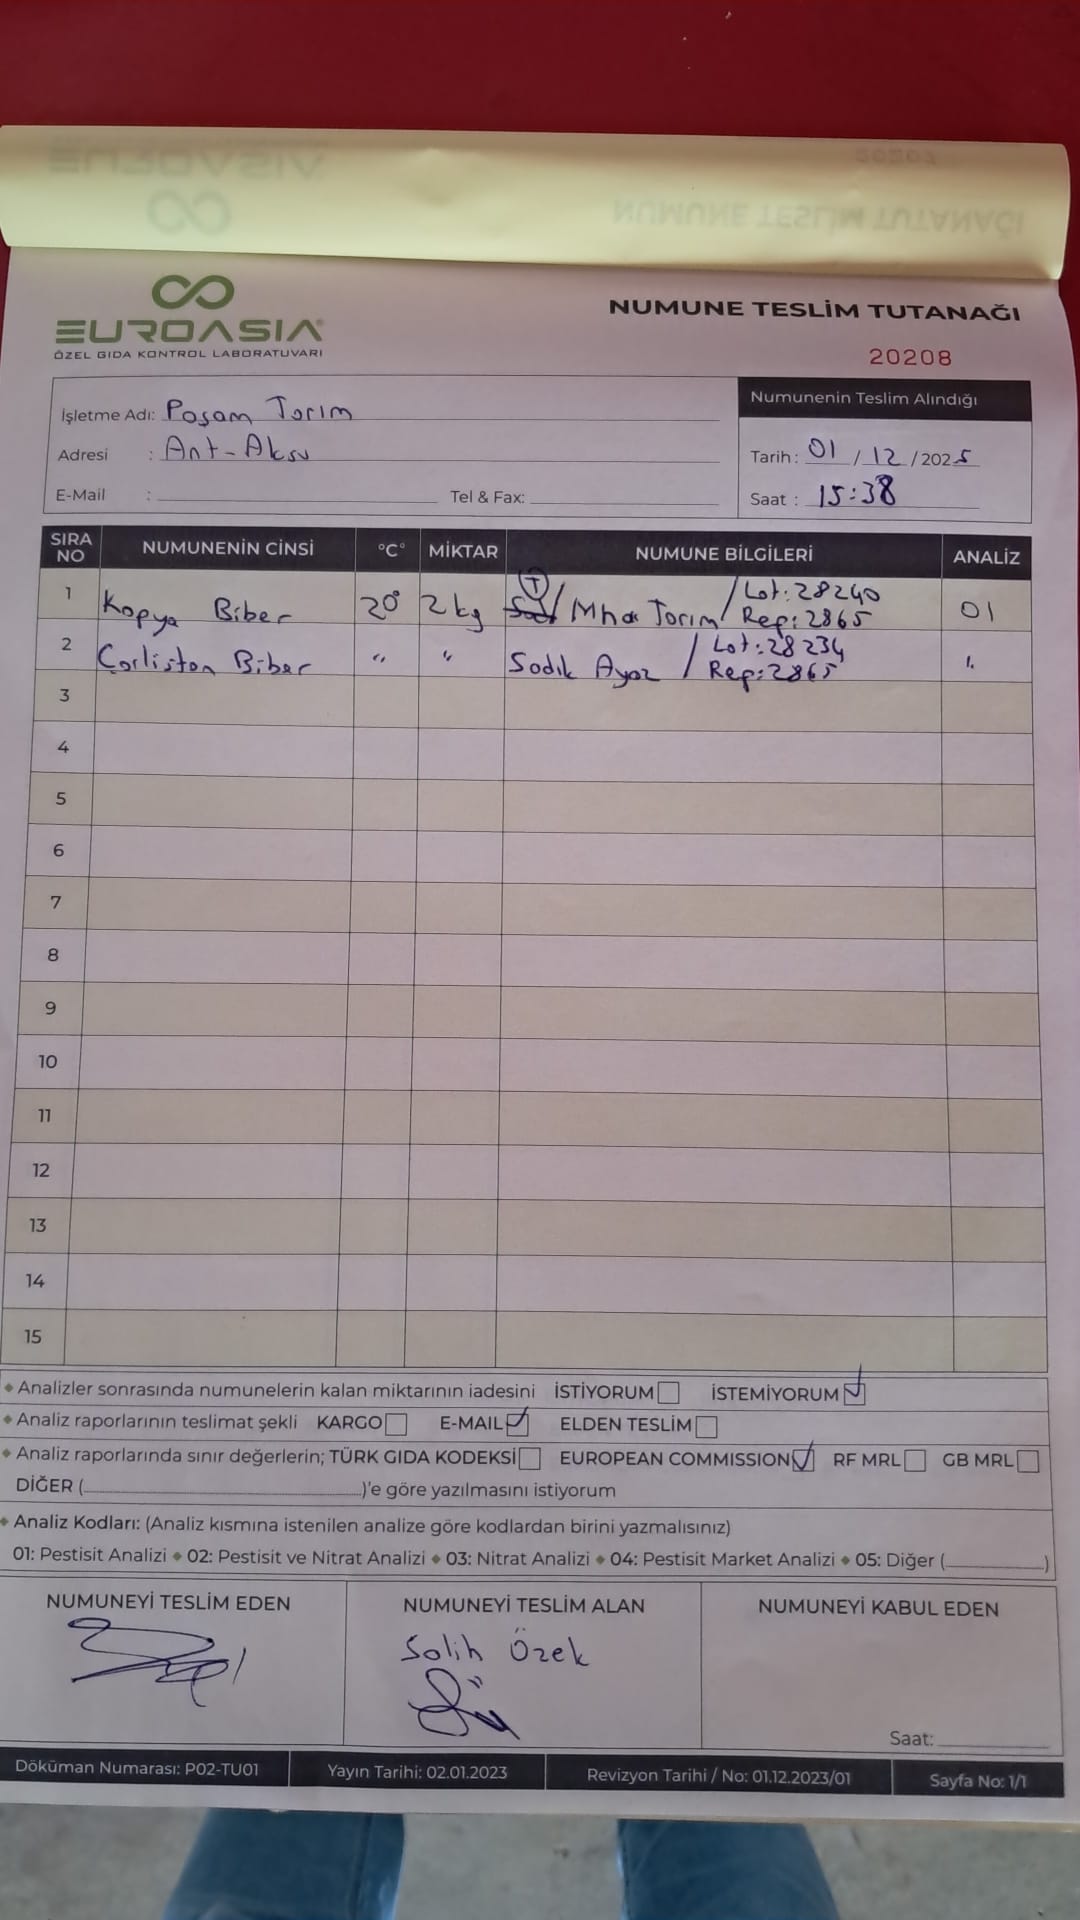 EUROASIA
ÖZEL GIDA KONTROL LABORATUVARI
NUMUNE TESLİM TUTANAĞI
20208
İşletme Adı: Paşam Tarım
Adresi : Ant-Aksu
E-Mail : Tel & Fax:
Numunenin Teslim Alındığı
Tarih: 01 / 12 / 2025
Saat : 15:38
SIRA NO NUMUNENİN CİNSİ °C° MİKTAR NUMUNE BİLGİLERİ ANALİZ
1 Kapya Biber 20° 2 kg T / Mha Tarım / Lot: 28240 Rep: 2865 01
2 Çarliston Biber " " Sadık Ayaz / Lot: 28234 Rep: 2865 "
3
4
5
6
7
8
9
10
11
12
13
14
15
Analizler sonrasında numunelerin kalan miktarının iadesini İSTİYORUM İSTEMİYORUM
Analiz raporlarının teslimat şekli KARGO E-MAIL ELDEN TESLİM
Analiz raporlarında sınır değerlerin; TÜRK GIDA KODEKSİ EUROPEAN COMMISSION RF MRL GB MRL
DİĞER (..............)'e göre yazılmasını istiyorum
Analiz Kodları: (Analiz kısmına istenilen analize göre kodlardan birini yazmalısınız)
01: Pestisit Analizi ◆ 02: Pestisit ve Nitrat Analizi ◆ 03: Nitrat Analizi ◆ 04: Pestisit Market Analizi ◆ 05: Diğer (..............)
NUMUNEYİ TESLİM EDEN NUMUNEYİ TESLİM ALAN NUMUNEYİ KABUL EDEN
Salih Özek
Saat:
Döküman Numarası: P02-TU01 Yayın Tarihi: 02.01.2023 Revizyon Tarihi / No: 01.12.2023/01 Sayfa No: 1/1